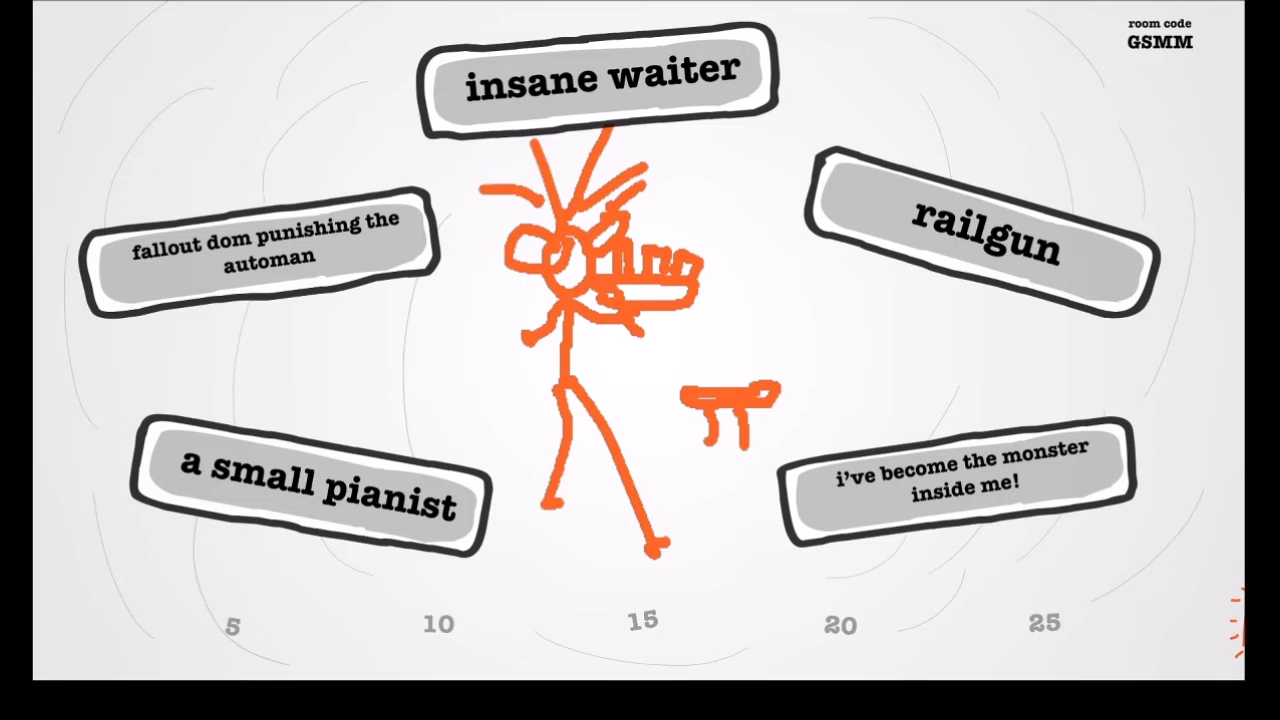 room code
GSMM
insane waiter
fallout dom punishing the
automan
railgun
a small pianist
i've become the monster
inside me!
5 10 15 20 25